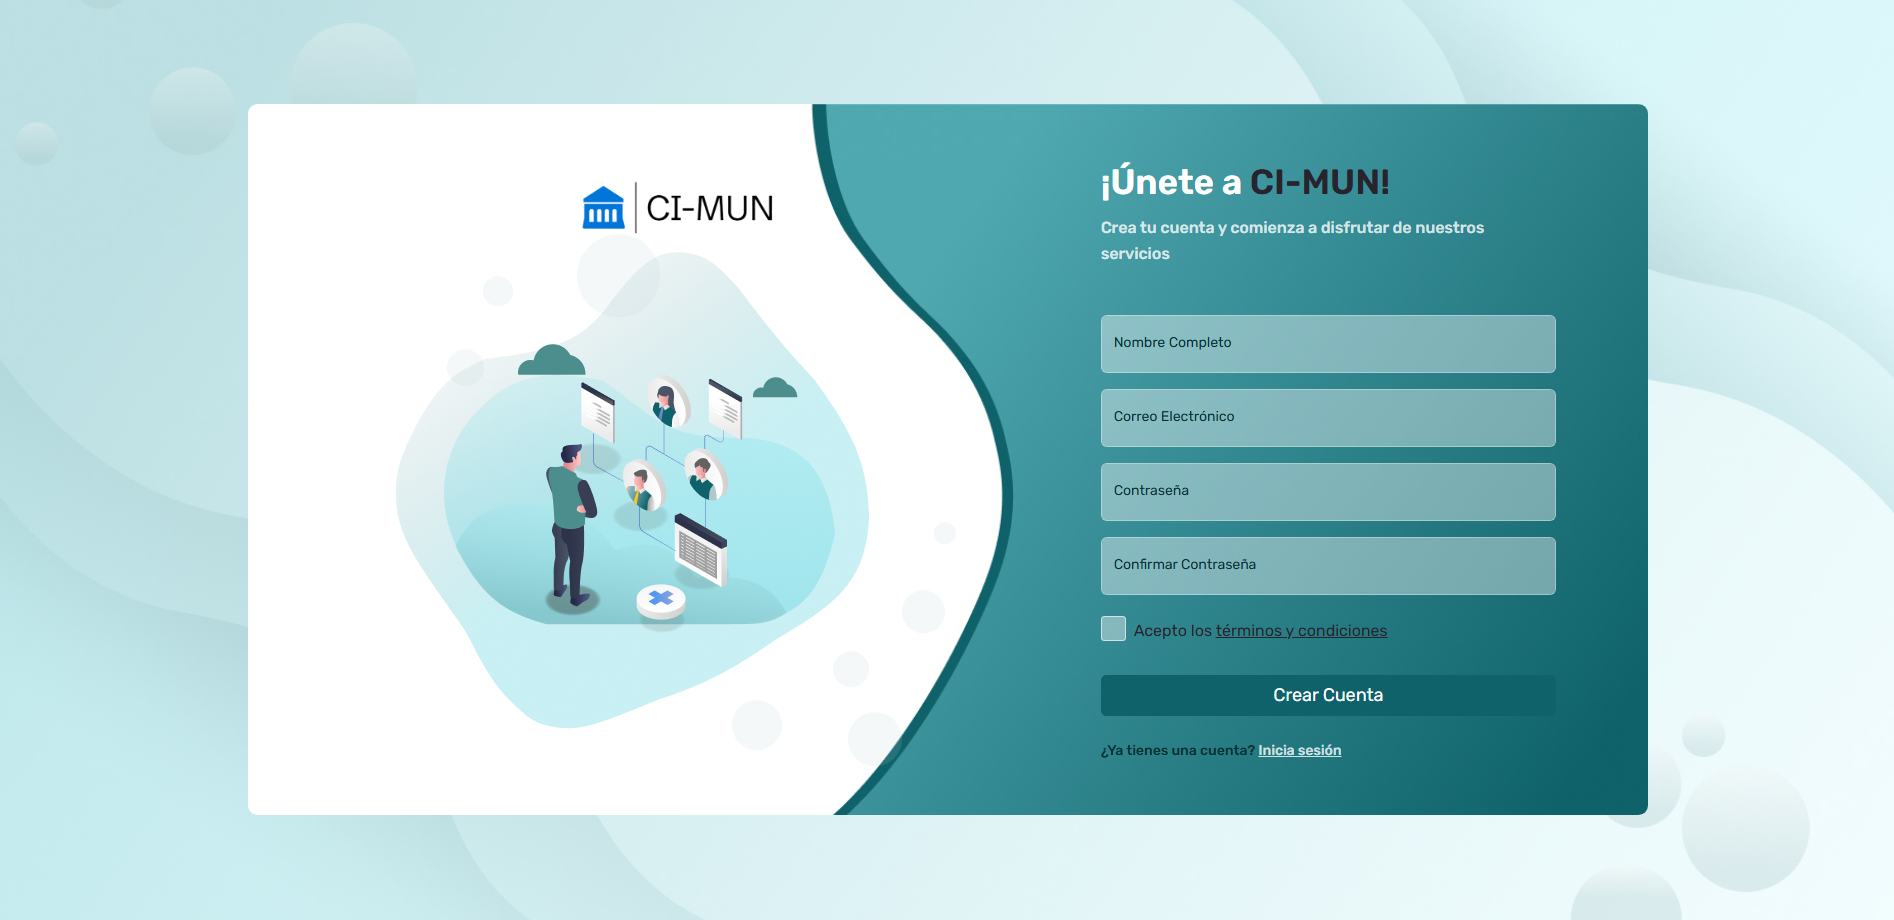 CI-MUN
¡Únete a CI-MUN!
Crea tu cuenta y comienza a disfrutar de nuestros
servicios
Nombre Completo
Correo Electrónico
Contraseña
Confirmar Contraseña
Acepto los términos y condiciones
Crear Cuenta
¿Ya tienes una cuenta? Inicia sesión